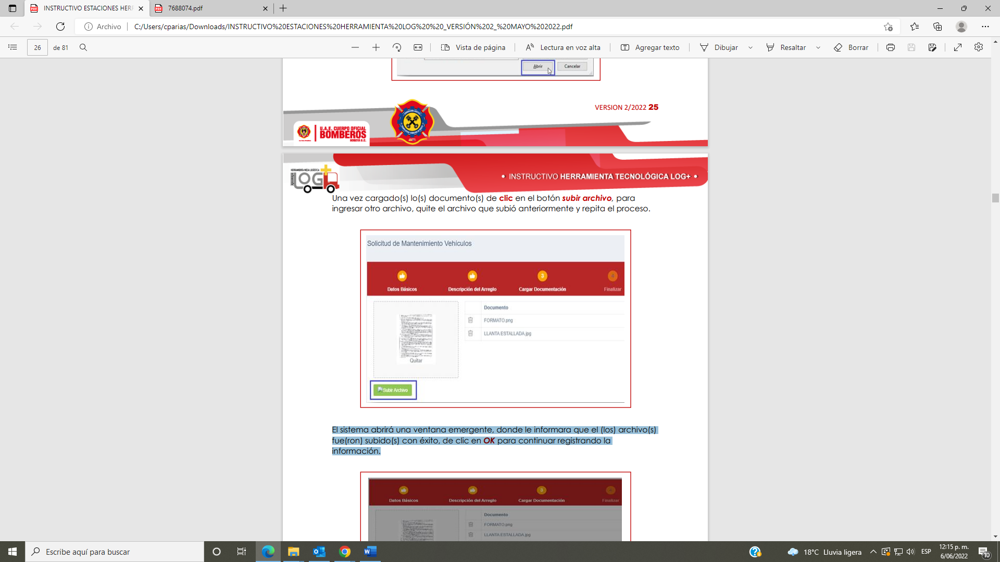 INSTRUCTIVO ESTACIONES HERR
7688074.pdf
Archivo
C:/Users/cparias/Downloads/INSTRUCTIVO%20ESTACIONES%20HERRAMIENTA%20LOG%20%20_VERSIÓN%202_%20MAYO%202022.pdf
26 de 81
Vista de página
Lectura en voz alta
Agregar texto
Dibujar
Resaltar
Borrar
Abrir
Cancelar
VERSION 2/2022 25
U.A.E. CUERPO OFICIAL
BOMBEROS
BOGOTÁ D.C.
HERRAMIENTA MESA LOGÍSTICA
LOG
• INSTRUCTIVO HERRAMIENTA TECNOLÓGICA LOG+ •
Una vez cargado(s) lo(s) documento(s) de clic en el botón subir archivo, para
ingresar otro archivo, quite el archivo que subió anteriormente y repita el proceso.
Solicitud de Mantenimiento Vehículos
3
4
Datos Básicos
Descripción del Arreglo
Cargar Documentación
Finalizar
Documento
FORMATO.png
LLANTA ESTALLADA.jpg
Quitar
Subir Archivo
El sistema abrirá una ventana emergente, donde le informara que el (los) archivo(s)
fue(ron) subido(s) con éxito, de clic en OK para continuar registrando la
información.
3
4
Datos Básicos
Descripción del Arreglo
Cargar Documentación
Finalizar
Documento
FORMATO.png
LLANTA ESTALLADA.jpg
Escribe aquí para buscar
18°C Lluvia ligera
ESP
12:15 p. m.
6/06/2022
10